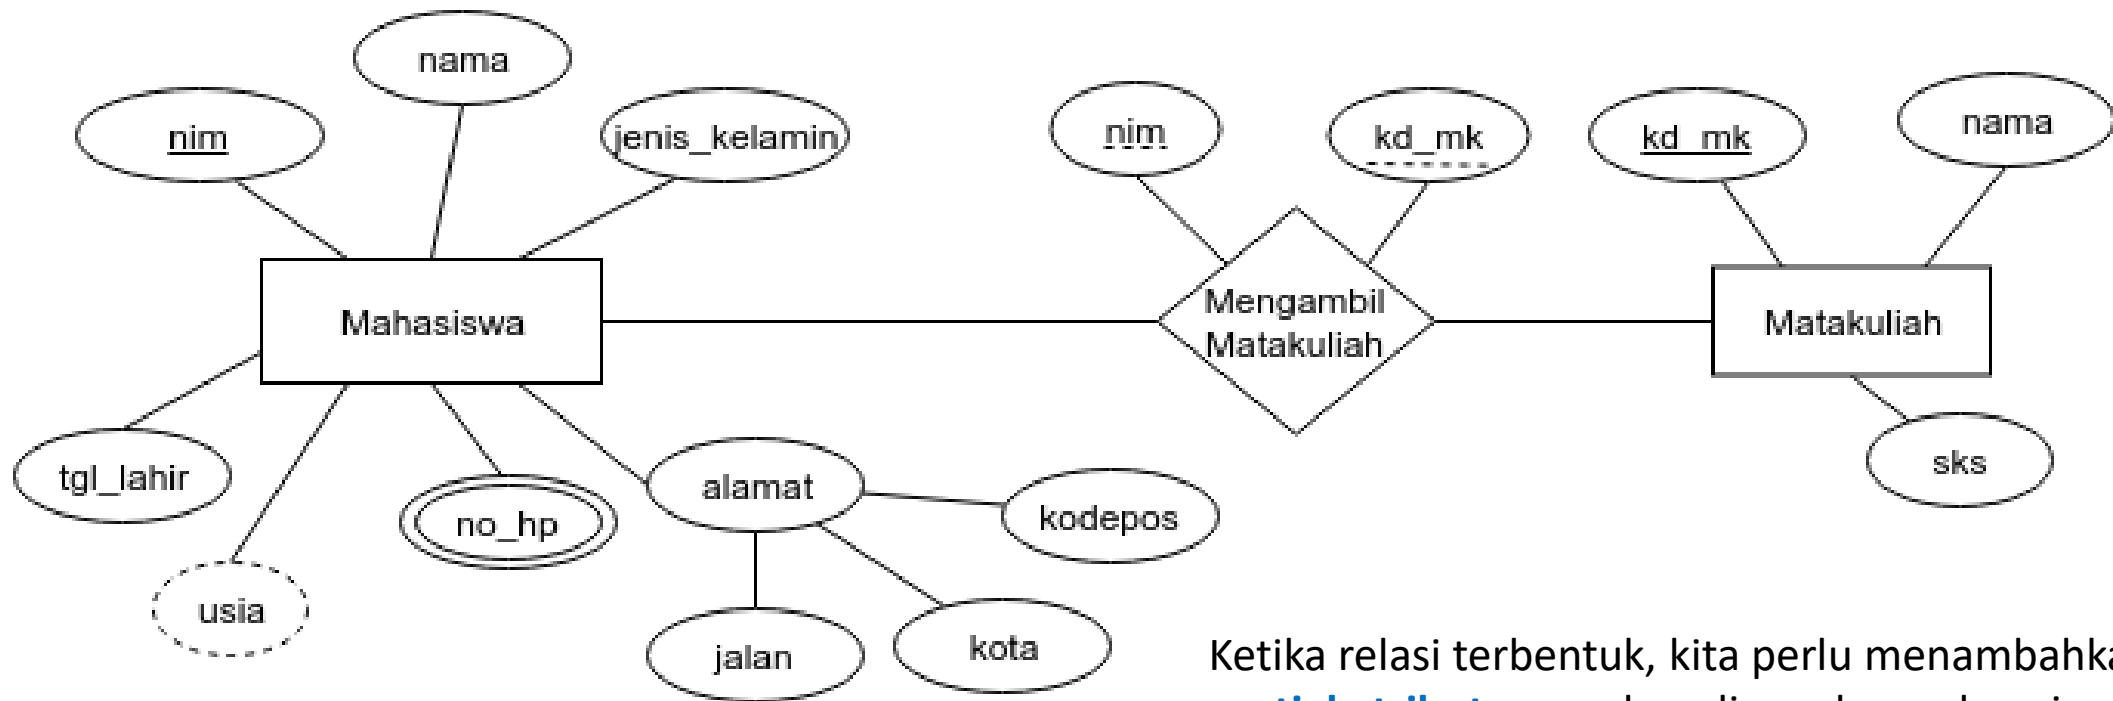 nama
nim
jenis_kelamin
nim
kd_mk
kd_mk
nama
Mahasiswa
Mengambil
Matakuliah
Matakuliah
tgl_lahir
usia
no_hp
alamat
kodepos
jalan
kota
sks
Ketika relasi terbentuk, kita perlu menambahka